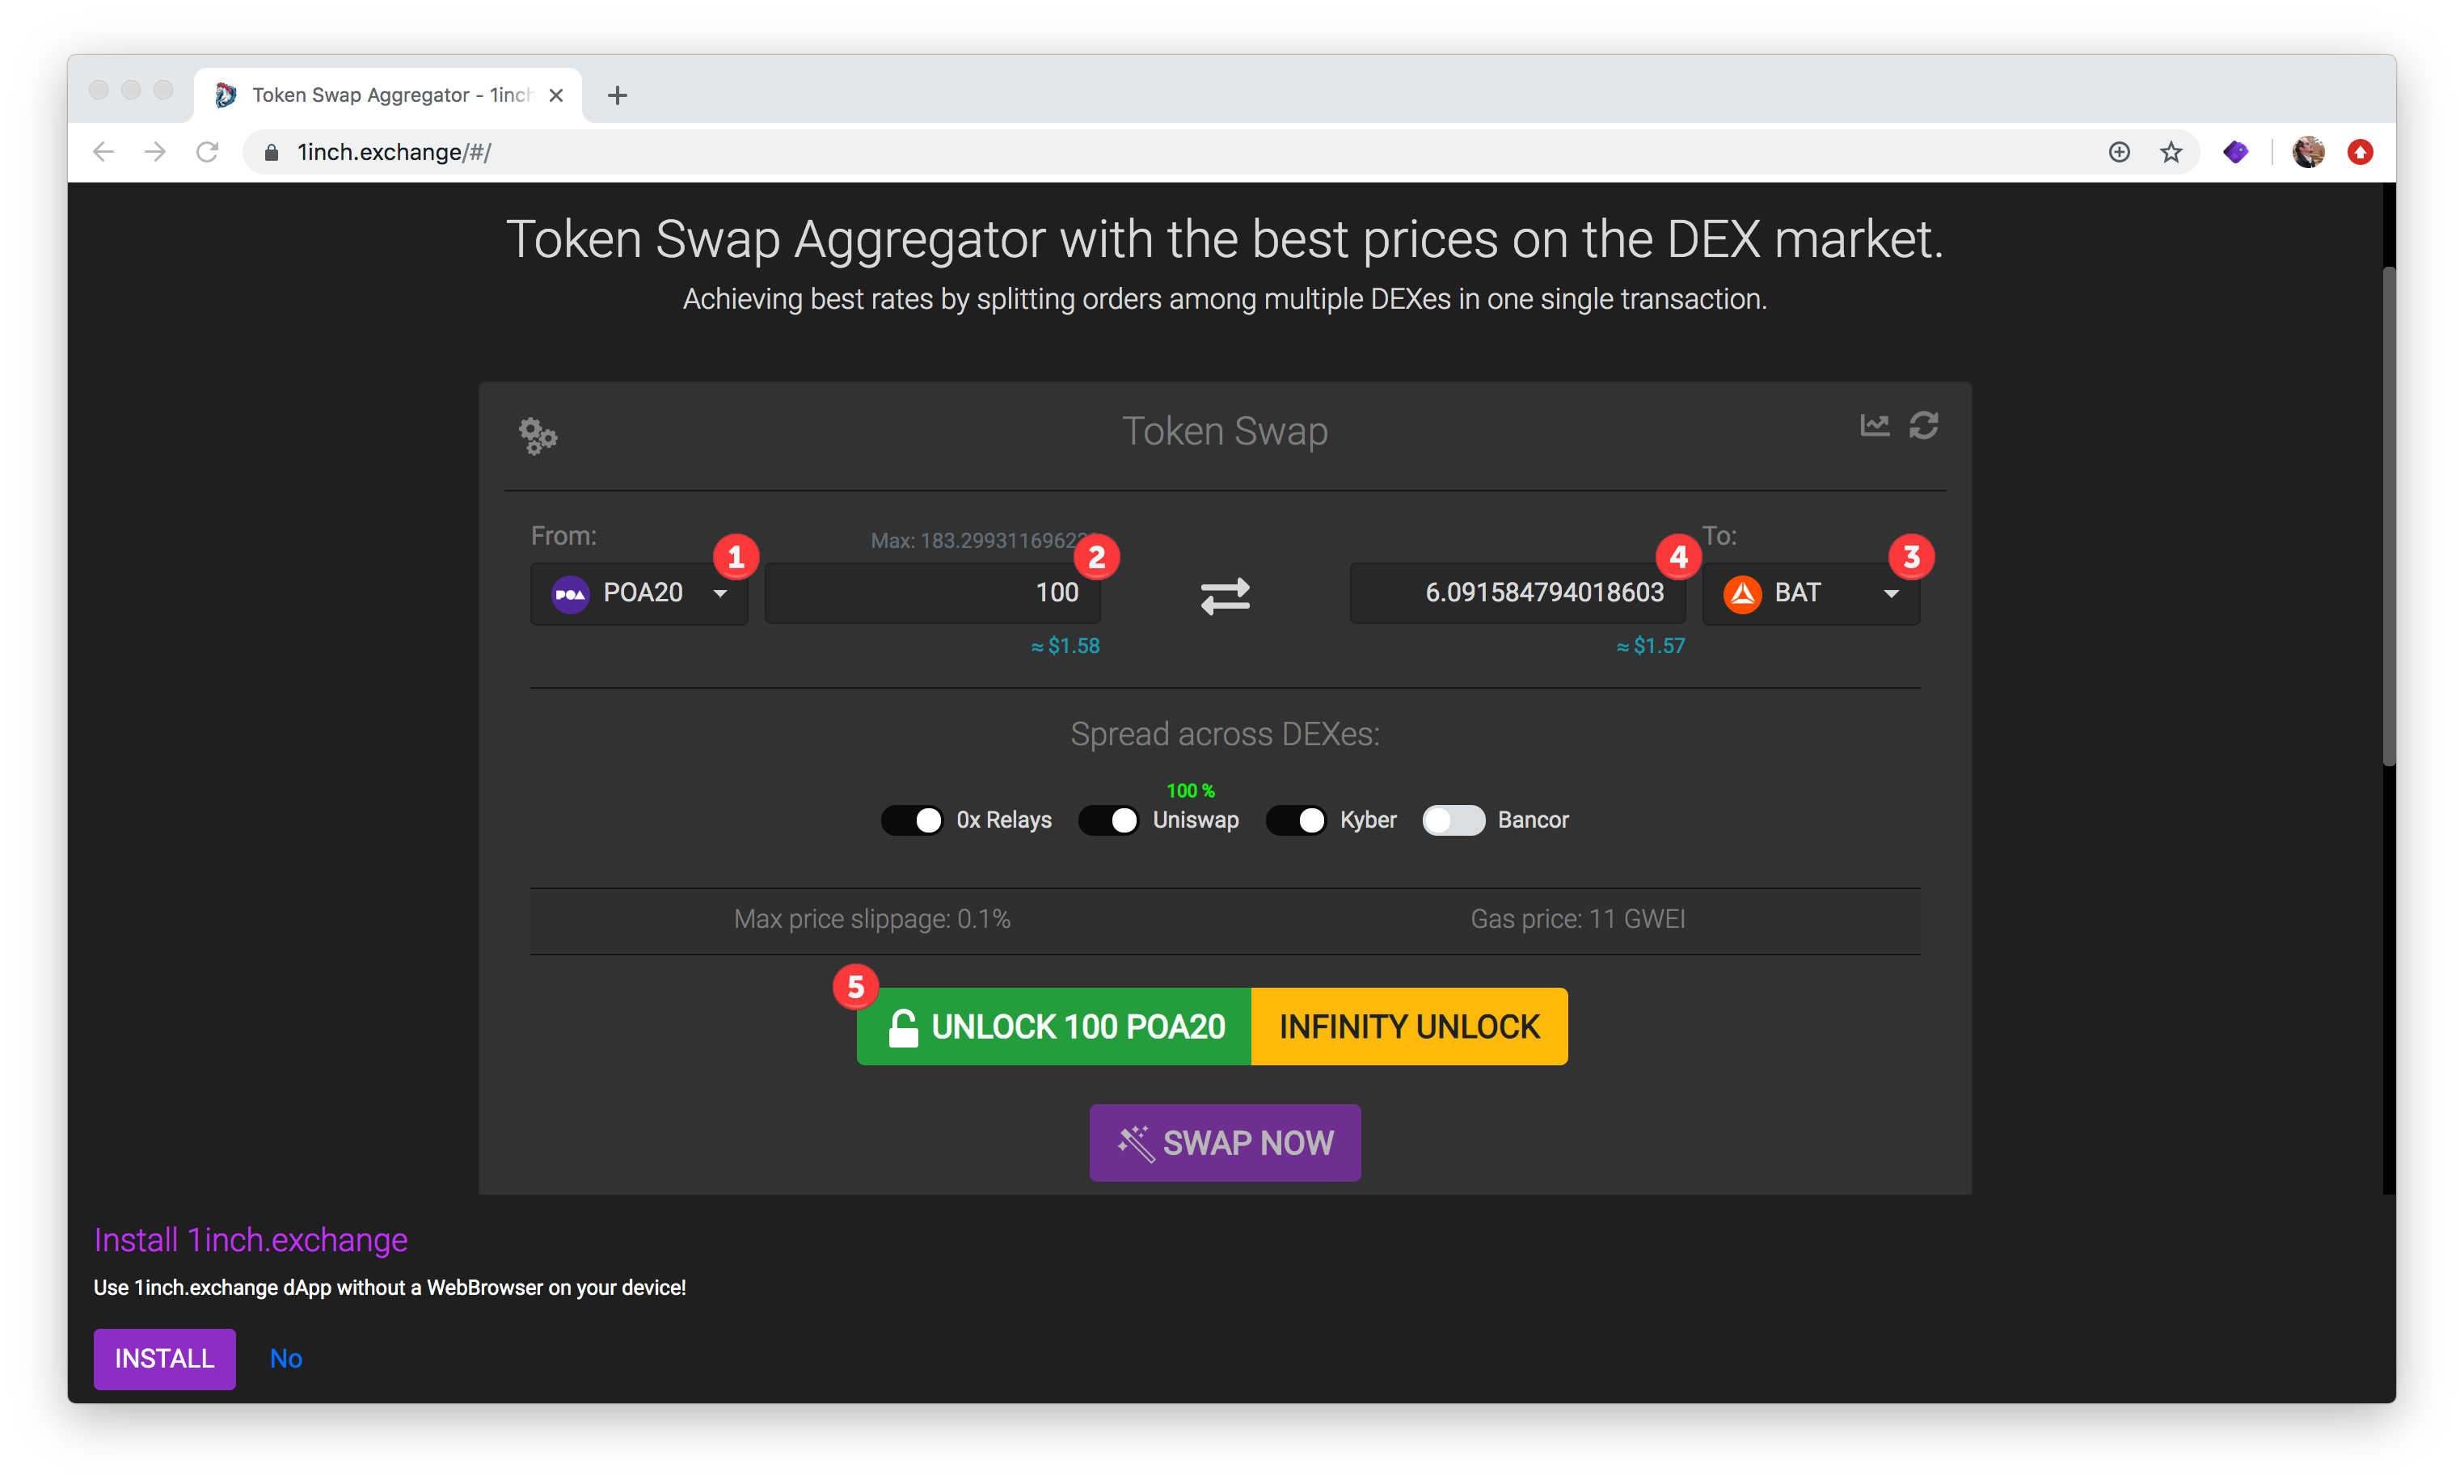 Token Swap Aggregator - 1inch
1inch.exchange/#/
Token Swap Aggregator with the best prices on the DEX market.
Achieving best rates by splitting orders among multiple DEXes in one single transaction.
Token Swap
From:
Max: 183.2993116962
To:
1
2
4
3
POA
POA20
100
6.091584794018603
BAT
≈ $1.58
≈ $1.57
Spread across DEXes:
100 %
0x Relays
Uniswap
Kyber
Bancor
Max price slippage: 0.1%
Gas price: 11 GWEI
5
UNLOCK 100 POA20
INFINITY UNLOCK
SWAP NOW
Install 1inch.exchange
Use 1inch.exchange dApp without a WebBrowser on your device!
INSTALL
No